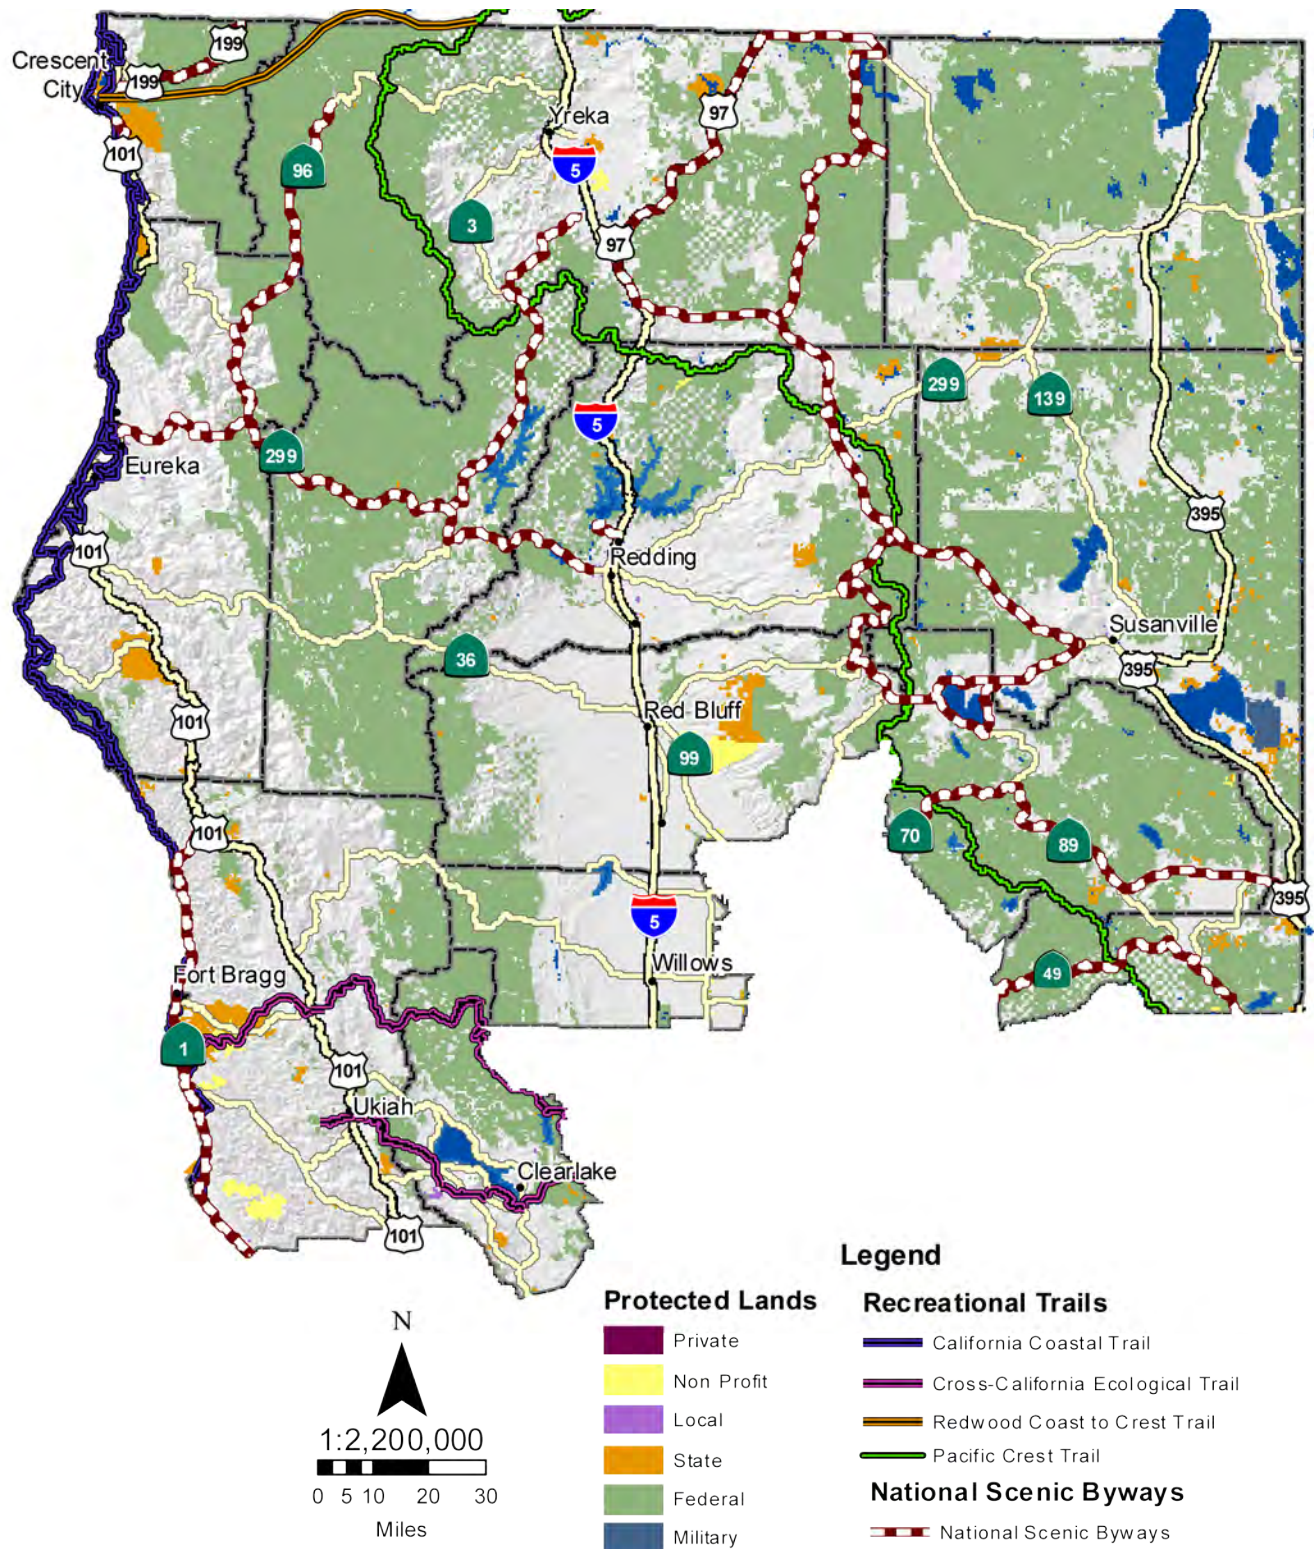 199
Crescent
City
199
97
Yreka
101
5
96
3
97
299
139
5
Eureka
299
395
101
Redding
Susanville
36
395
101
Red Bluff
99
101
70
89
395
5
Willows
49
Fort Bragg
1
101
Ukiah
Clearlake
101
Legend
Protected Lands
Private
Non Profit
Local
State
Federal
Military
Recreational Trails
California Coastal Trail
Cross-California Ecological Trail
Redwood Coast to Crest Trail
Pacific Crest Trail
National Scenic Byways
National Scenic Byways
N
1:2,200,000
0 5 10 20 30
Miles